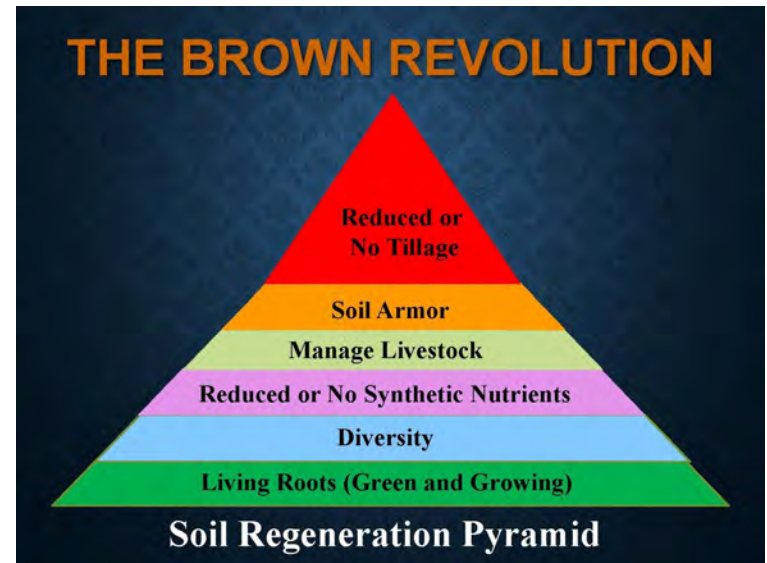 THE BROWN REVOLUTION
Reduced or
No Tillage
Soil Armor
Manage Livestock
Reduced or No Synthetic Nutrients
Diversity
Living Roots (Green and Growing)
Soil Regeneration Pyramid